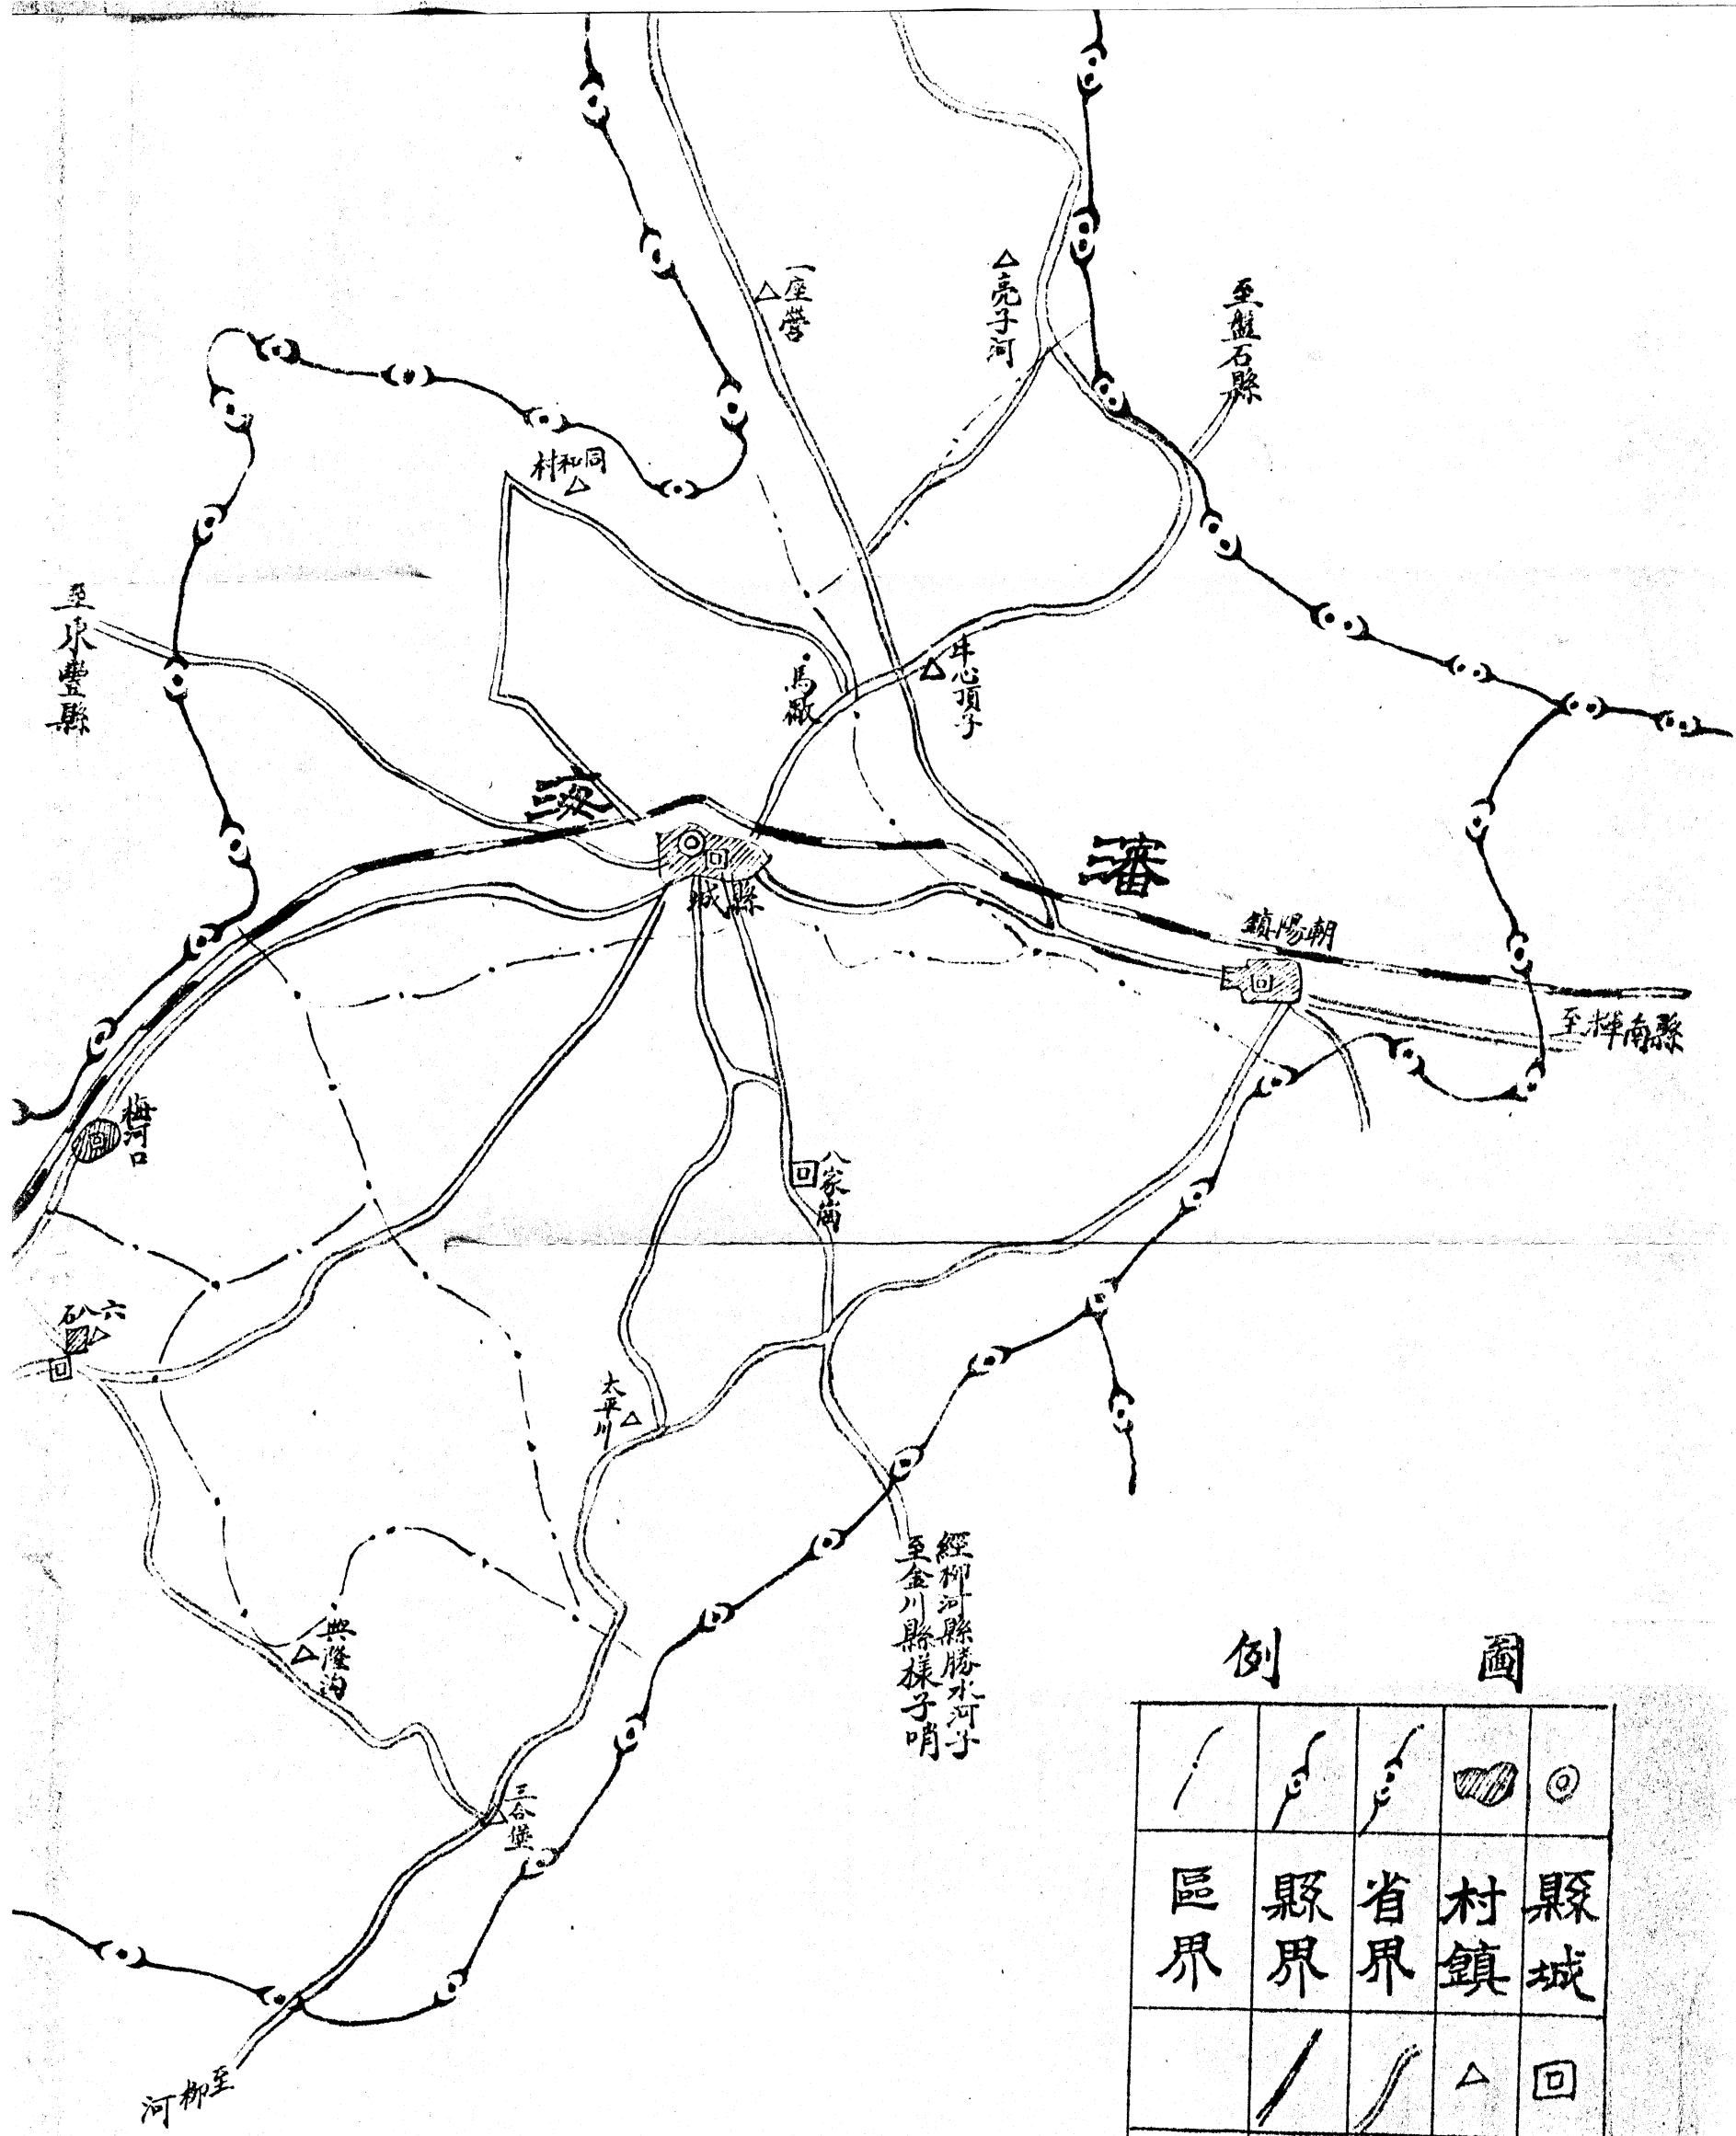 一座營
亮子河
至盤石縣
同和村
至東豐縣
牛心頂子
馬廠
瀋
海
縣城
朝陽鎮
至輝南縣
梅河口
八家崗
六八石
太平川
經柳河縣勝水河子
至金川縣樣子哨
興隆溝
三合堡
至柳河
圖例
縣城
村鎮
省界
縣界
區界